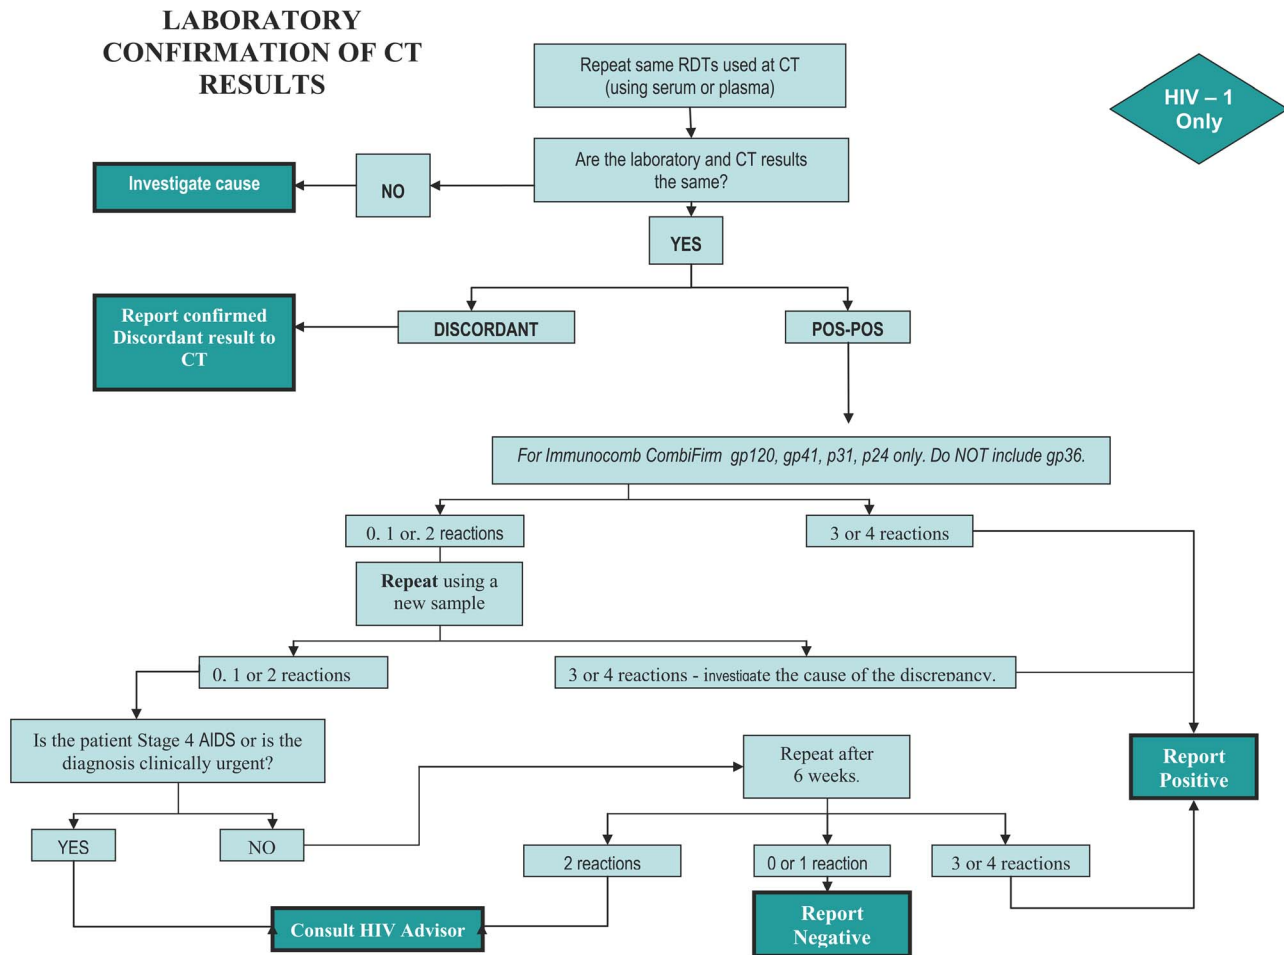 LABORATORY
CONFIRMATION OF CT
RESULTS
Repeat same RDTs used at CT
(using serum or plasma)
HIV – 1
Only
Are the laboratory and CT results
the same?
NO
Investigate cause
YES
DISCORDANT
POS-POS
Report confirmed
Discordant result to
CT
For Immunocomb CombiFirm gp120, gp41, p31, p24 only. Do NOT include gp36.
0, 1 or, 2 reactions
3 or 4 reactions
Repeat using a
new sample
0, 1 or 2 reactions
3 or 4 reactions - investigate the cause of the discrepancy.
Is the patient Stage 4 AIDS or is the
diagnosis clinically urgent?
Repeat after
6 weeks.
Report
Positive
YES
NO
2 reactions
0 or 1 reaction
3 or 4 reactions
Consult HIV Advisor
Report
Negative